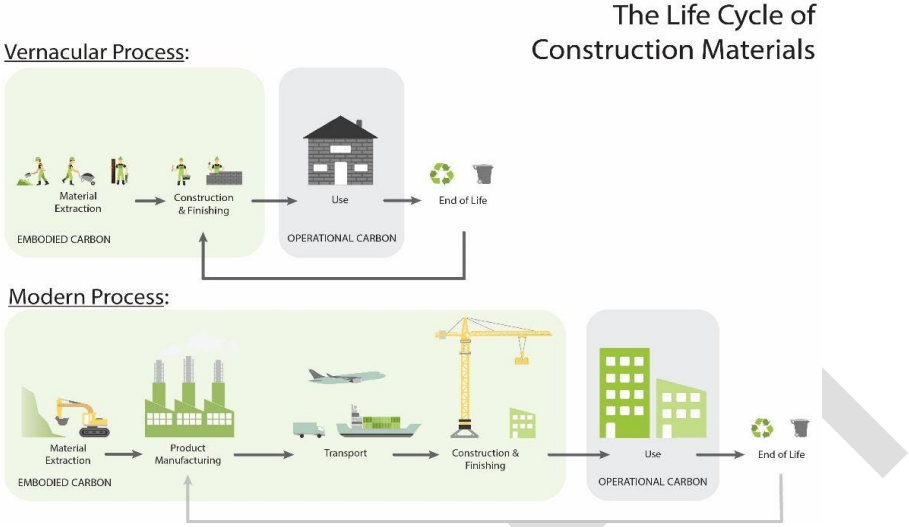 The Life Cycle of
Construction Materials
Vernacular Process:
Material
Extraction
Construction
& Finishing
Use
End of Life
EMBODIED CARBON
OPERATIONAL CARBON
Modern Process:
Material
Extraction
Product
Manufacturing
Transport
Construction &
Finishing
Use
End of Life
EMBODIED CARBON
OPERATIONAL CARBON